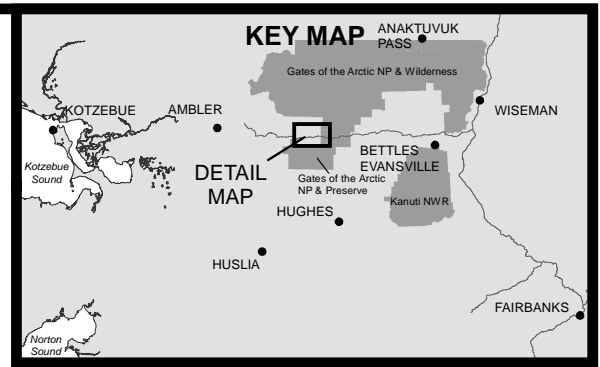 KEY MAP
ANAKTUVUK
PASS
Gates of the Arctic NP & Wilderness
KOTZEBUE
AMBLER
WISEMAN
Kotzebue
Sound
DETAIL
MAP
BETTLES
EVANSVILLE
Gates of the Arctic
NP & Preserve
Kanuti NWR
HUGHES
HUSLIA
FAIRBANKS
Norton
Sound